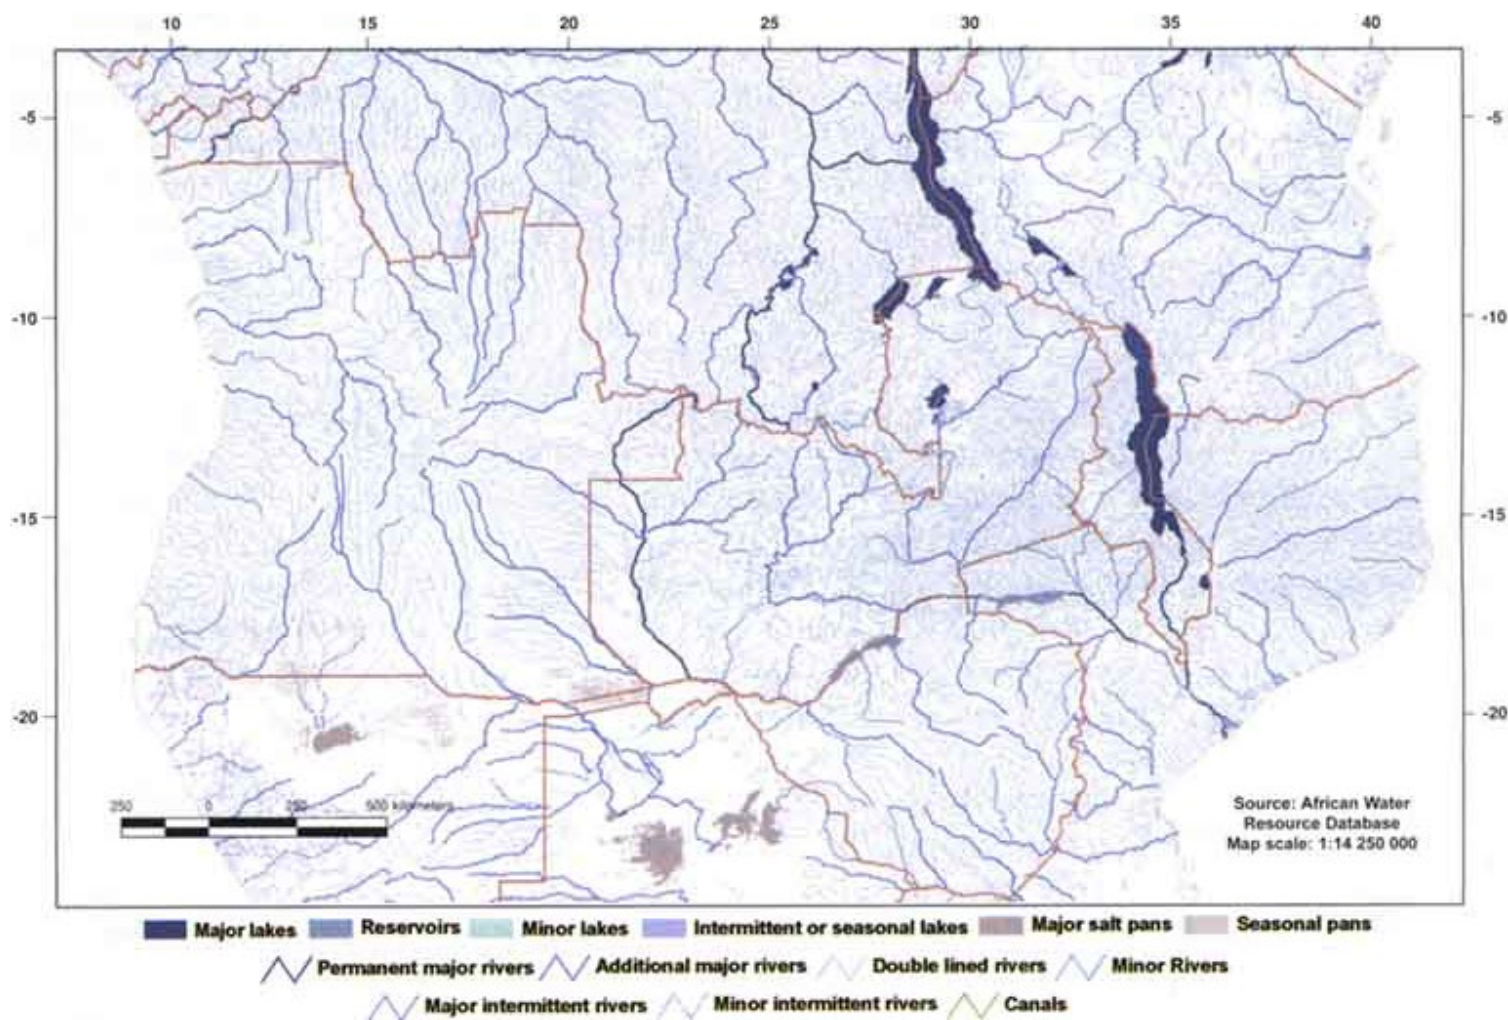 10 15 20 25 30 35 40
-5 -5
-10 -10
-15 -15
-20 -20
250 0 250 500 kilometers
Source: African Water
Resource Database
Map scale: 1:14 250 000
Major lakes Reservoirs Minor lakes Intermittent or seasonal lakes Major salt pans Seasonal pans
Permanent major rivers Additional major rivers Double lined rivers Minor Rivers
Major intermittent rivers Minor intermittent rivers Canals